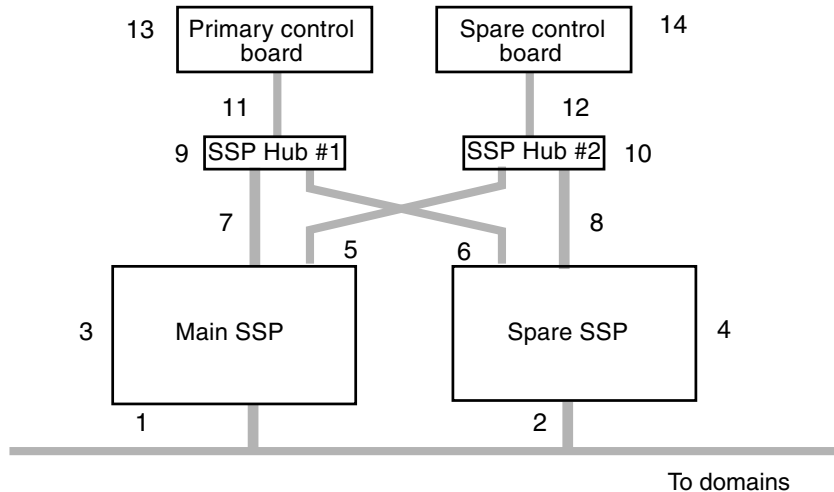 13
Primary control
board
Spare control
board
14
11
12
9
SSP Hub #1
SSP Hub #2
10
7
5
6
8
3
Main SSP
Spare SSP
4
1
2
To domains